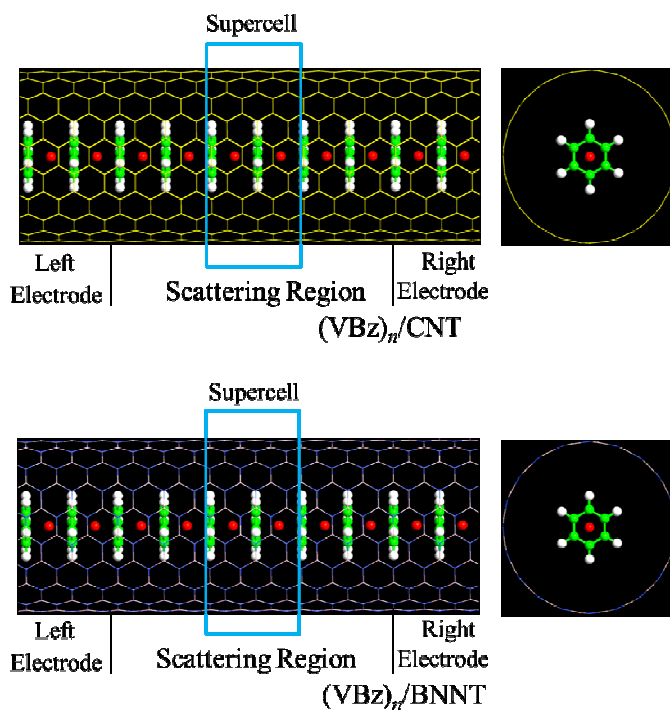 Supercell
Left
Electrode
Scattering Region
Right
Electrode
(VBz)n/CNT
Supercell
Left
Electrode
Scattering Region
Right
Electrode
(VBz)n/BNNT